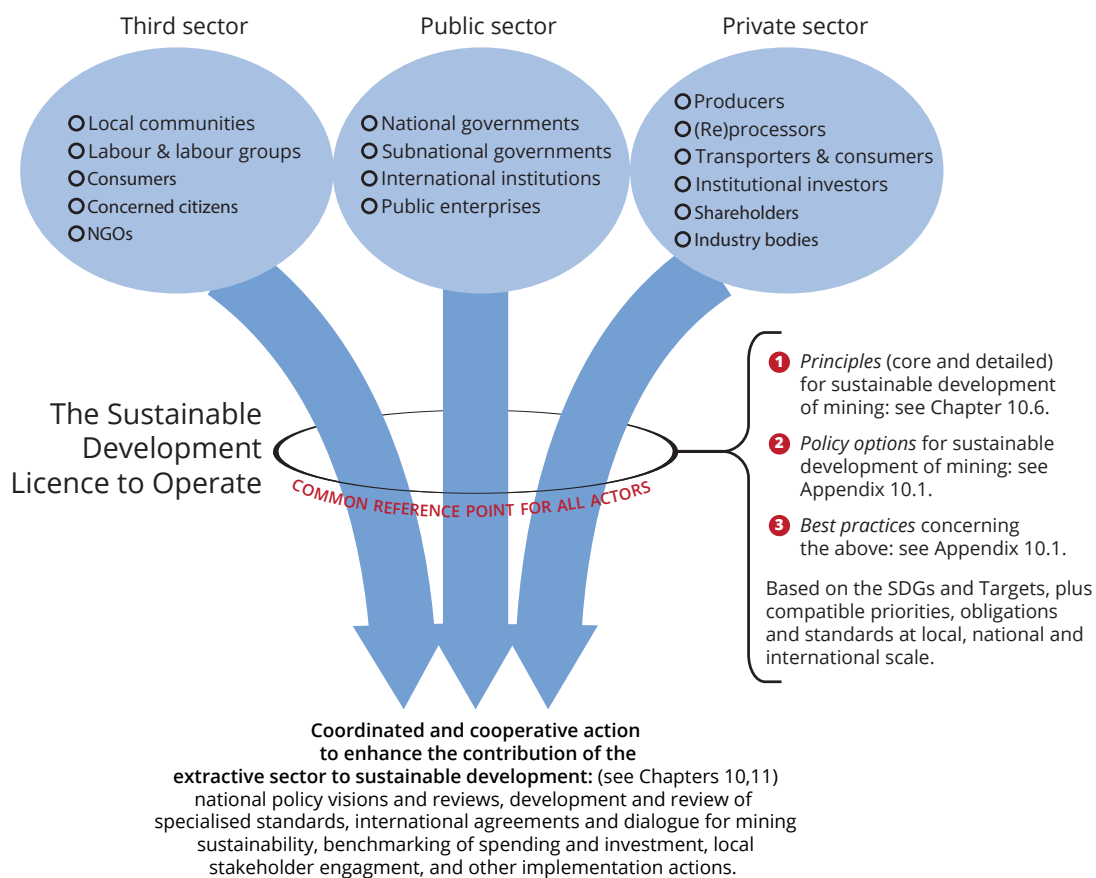 Third sector
Public sector
Private sector
Local communities
Labour & labour groups
Consumers
Concerned citizens
NGOs
National governments
Subnational governments
International institutions
Public enterprises
Producers
(Re)processors
Transporters & consumers
Institutional investors
Shareholders
Industry bodies
The Sustainable
Development
Licence to Operate
COMMON REFERENCE POINT FOR ALL ACTORS
1 Principles (core and detailed)
for sustainable development
of mining: see Chapter 10.6.
2 Policy options for sustainable
development of mining: see
Appendix 10.1.
3 Best practices concerning
the above: see Appendix 10.1.
Based on the SDGs and Targets, plus
compatible priorities, obligations
and standards at local, national and
international scale.
Coordinated and cooperative action
to enhance the contribution of the
extractive sector to sustainable development: (see Chapters 10,11)
national policy visions and reviews, development and review of
specialised standards, international agreements and dialogue for mining
sustainability, benchmarking of spending and investment, local
stakeholder engagment, and other implementation actions.